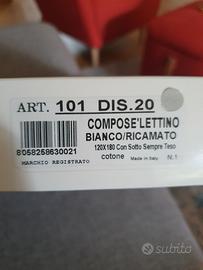 ART. 101 DIS.20
COMPOSE'LETTINO
BIANCO/RICAMATO
120X180 Con Sotto Sempre Teso
cotone Made in Italy N.1
8058258630021
MARCHIO REGISTRATO
subito